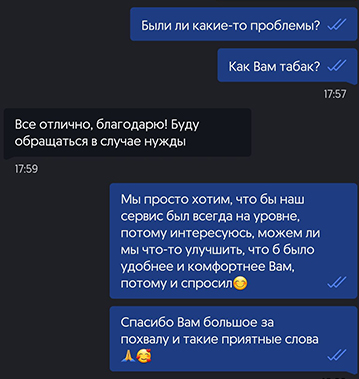 Были ли какие-то проблемы?
Как Вам табак?
17:57
Все отлично, благодарю! Буду
обращаться в случае нужды
17:59
Мы просто хотим, что бы наш
сервис был всегда на уровне,
потому интересуюсь, можем ли
мы что-то улучшить, что б было
удобнее и комфортнее Вам,
потому и спросил😊
Спасибо Вам большое за
похвалу и такие приятные слова
🙏🥰